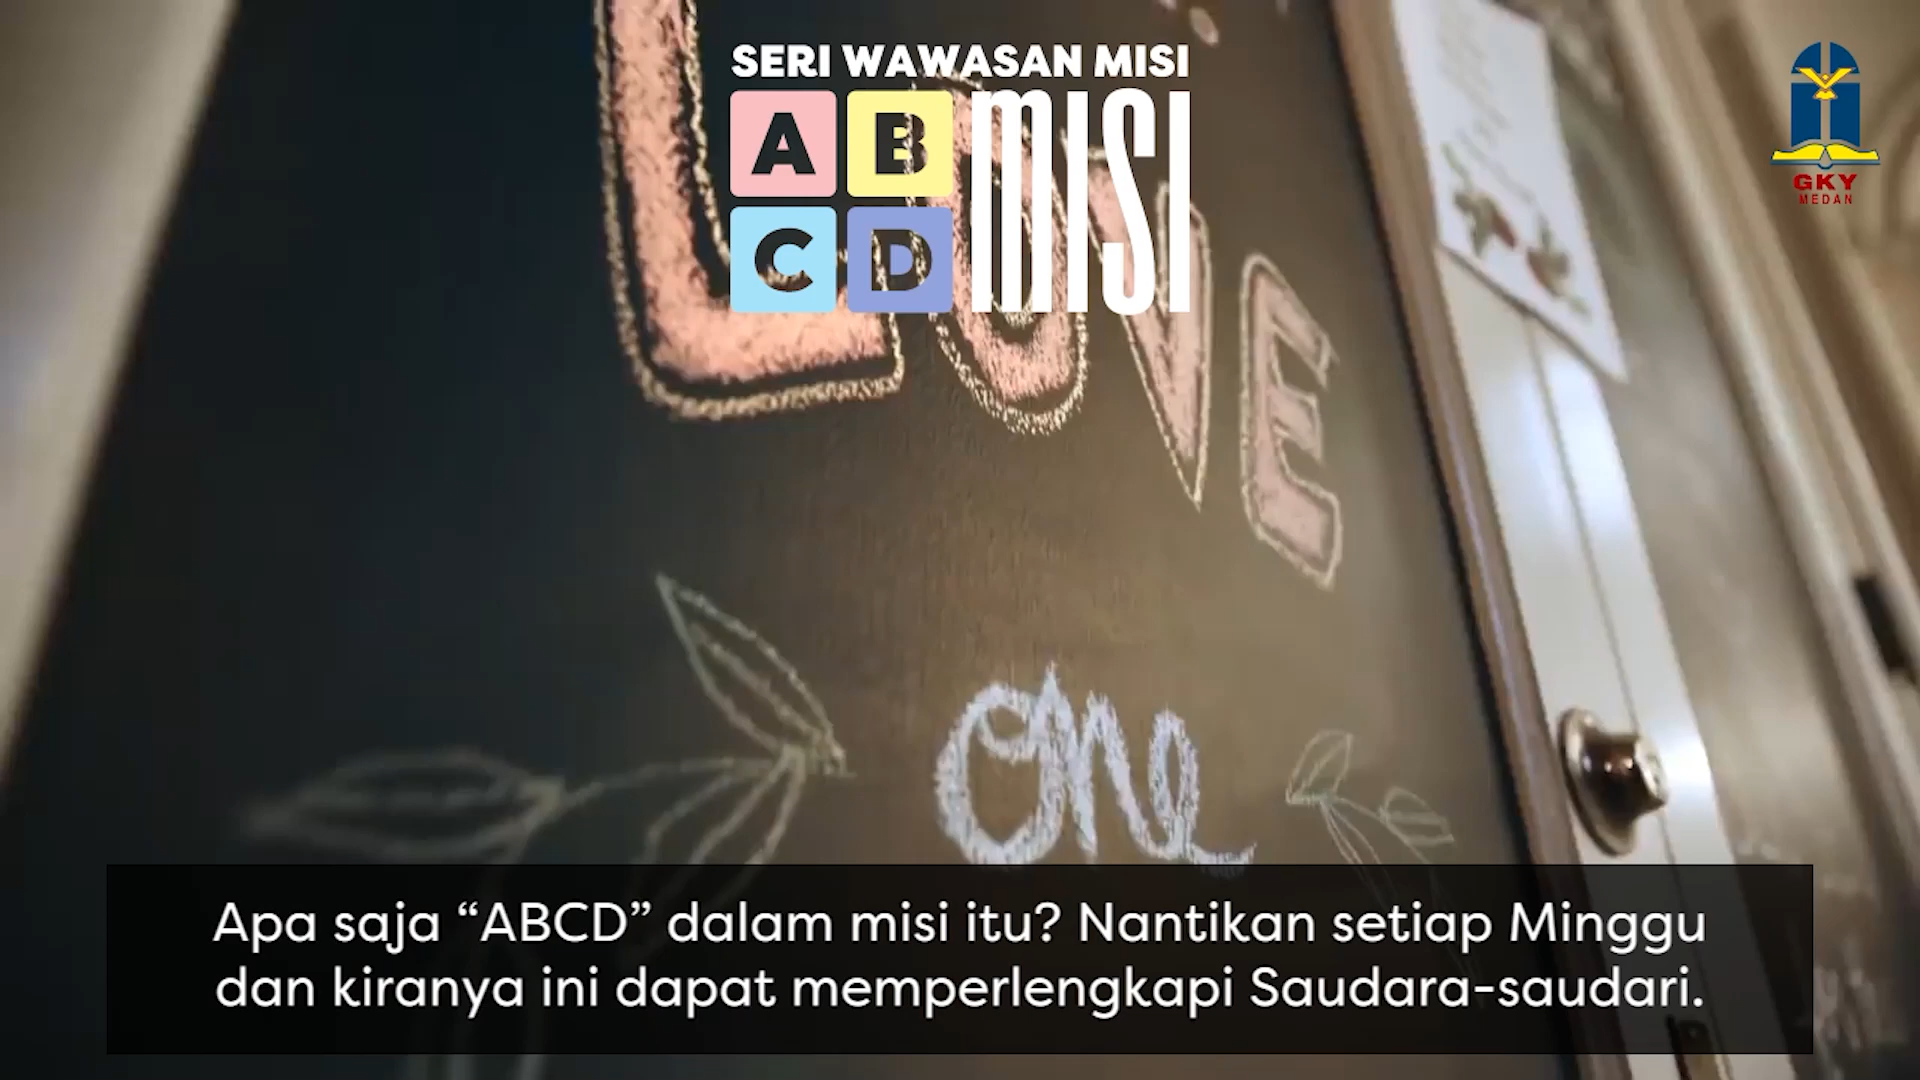 SERI WAWASAN MISI
A B
C D
MISI
GKY
MEDAN
LOVE
one
Apa saja “ABCD” dalam misi itu? Nantikan setiap Minggu
dan kiranya ini dapat memperlengkapi Saudara-saudari.